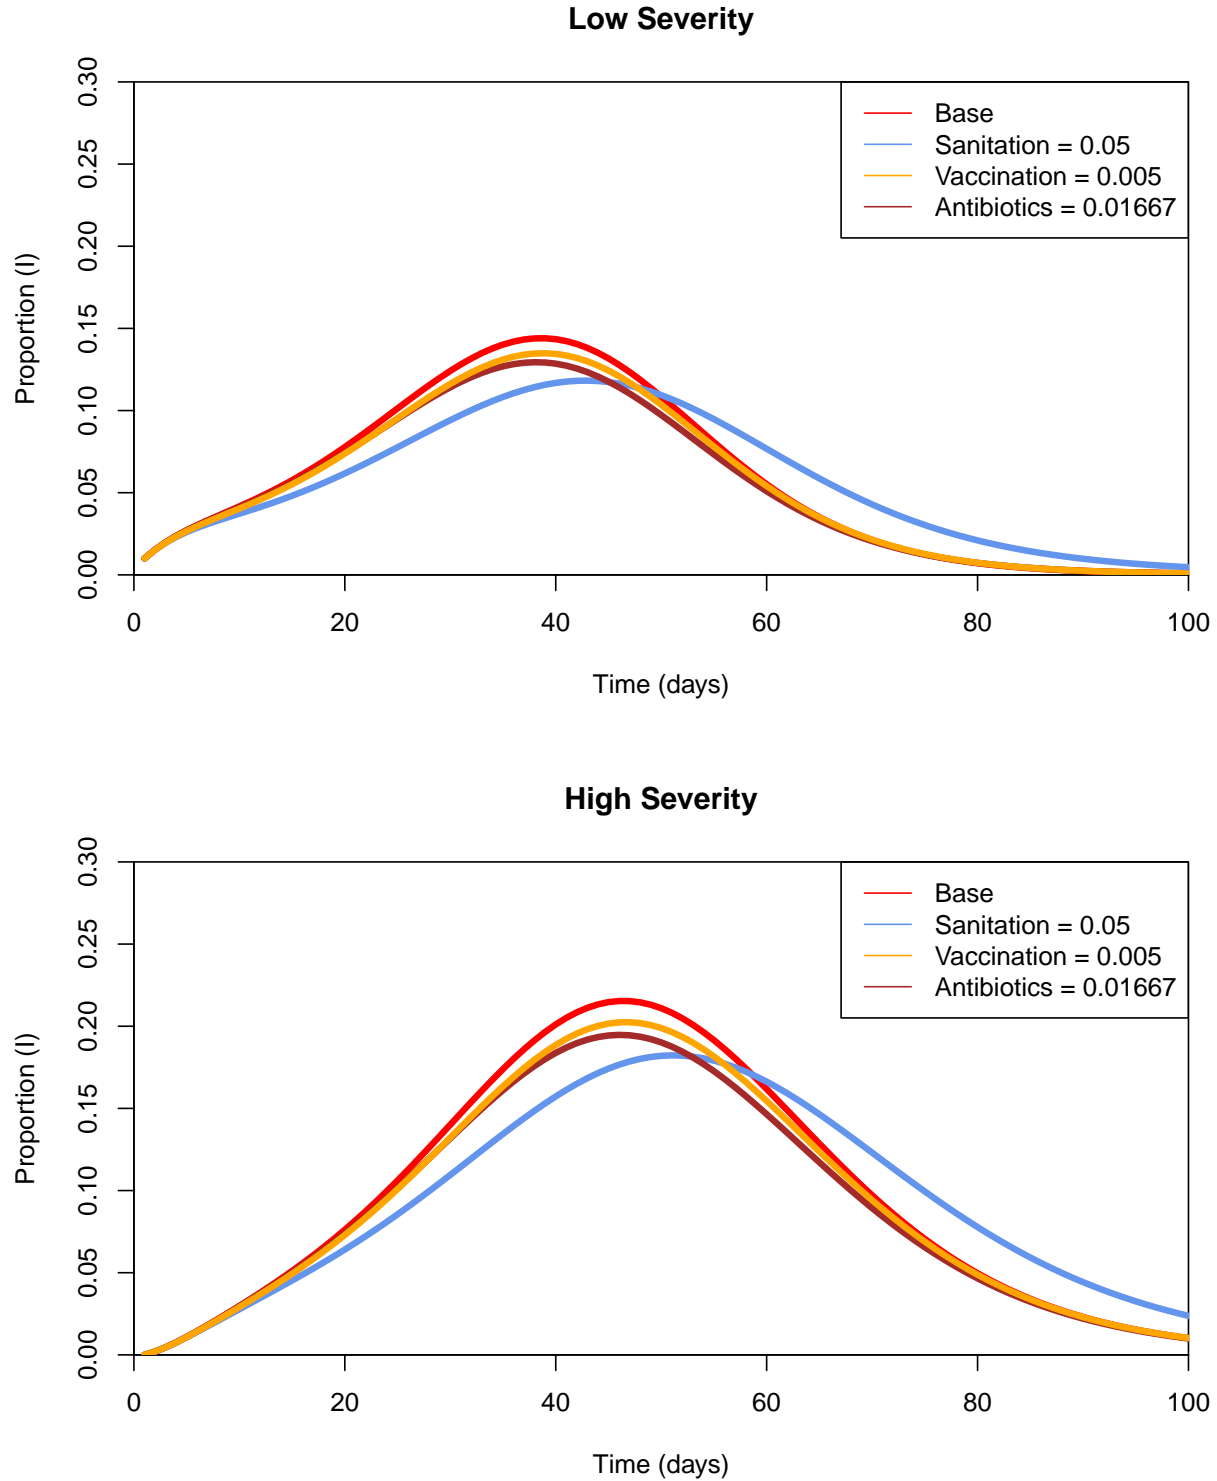 Low Severity
0.30
0.25
0.20
0.15
0.10
0.05
0.00
Proportion (I)
Base
Sanitation = 0.05
Vaccination = 0.005
Antibiotics = 0.01667
0 20 40 60 80 100
Time (days)
High Severity
0.30
0.25
0.20
0.15
0.10
0.05
0.00
Proportion (I)
Base
Sanitation = 0.05
Vaccination = 0.005
Antibiotics = 0.01667
0 20 40 60 80 100
Time (days)